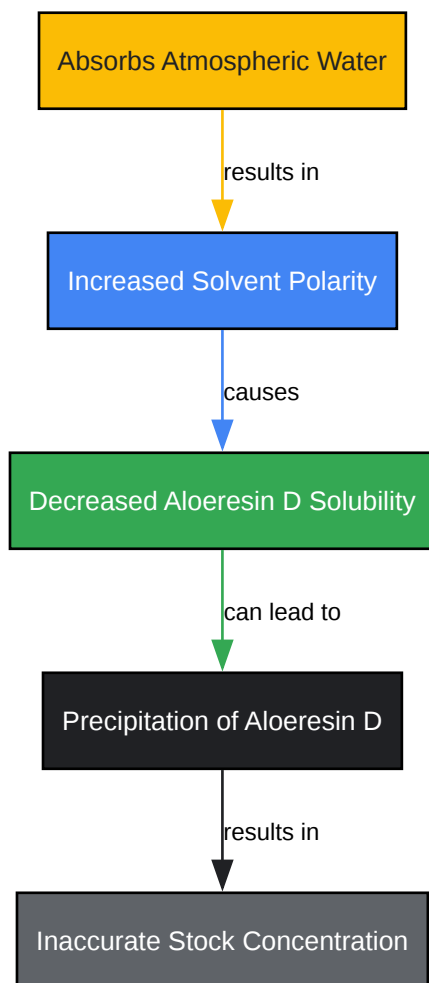 Absorbs Atmospheric Water
results in
Increased Solvent Polarity
causes
Decreased Aloeresin D Solubility
can lead to
Precipitation of Aloeresin D
results in
Inaccurate Stock Concentration